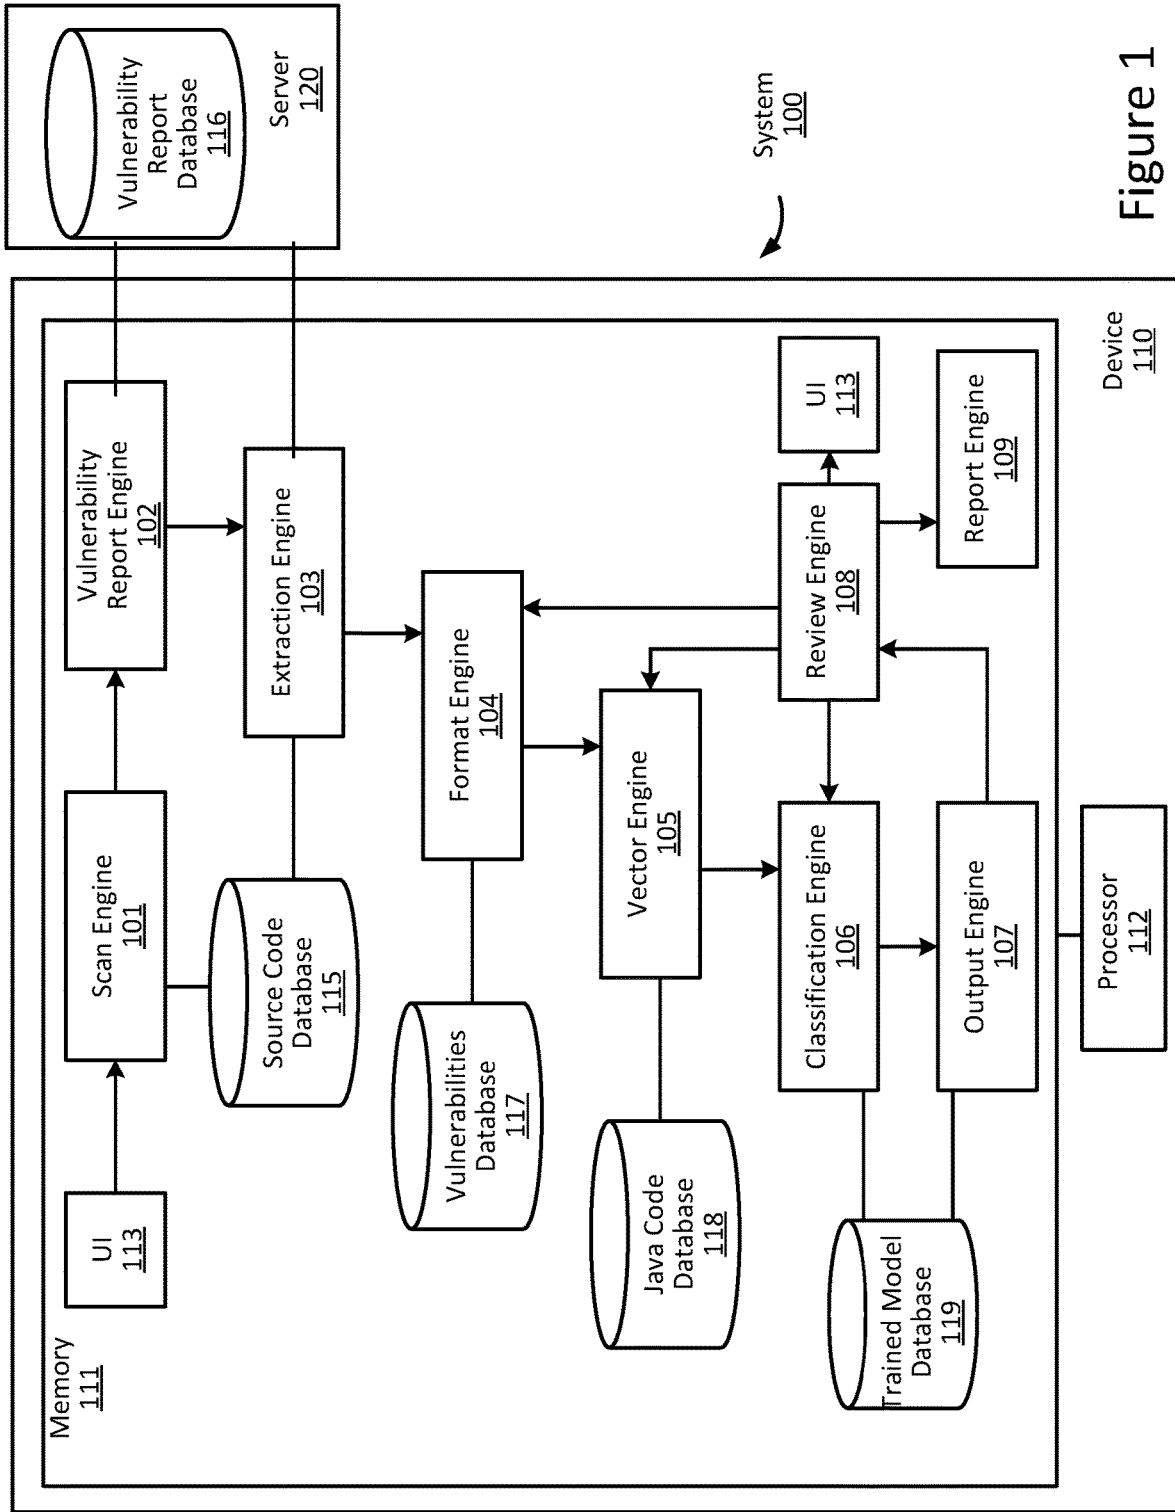 Memory
111
UI
113
Scan Engine
101
Vulnerability
Report Engine
102
Vulnerability
Report
Database
116
Server
120
Source Code
Database
115
Extraction Engine
103
Vulnerabilities
Database
117
Format Engine
104
Java Code
Database
118
Vector Engine
105
System
100
Trained Model
Database
119
Classification Engine
106
Review Engine
108
UI
113
Output Engine
107
Report Engine
109
Processor
112
Device
110
Figure 1